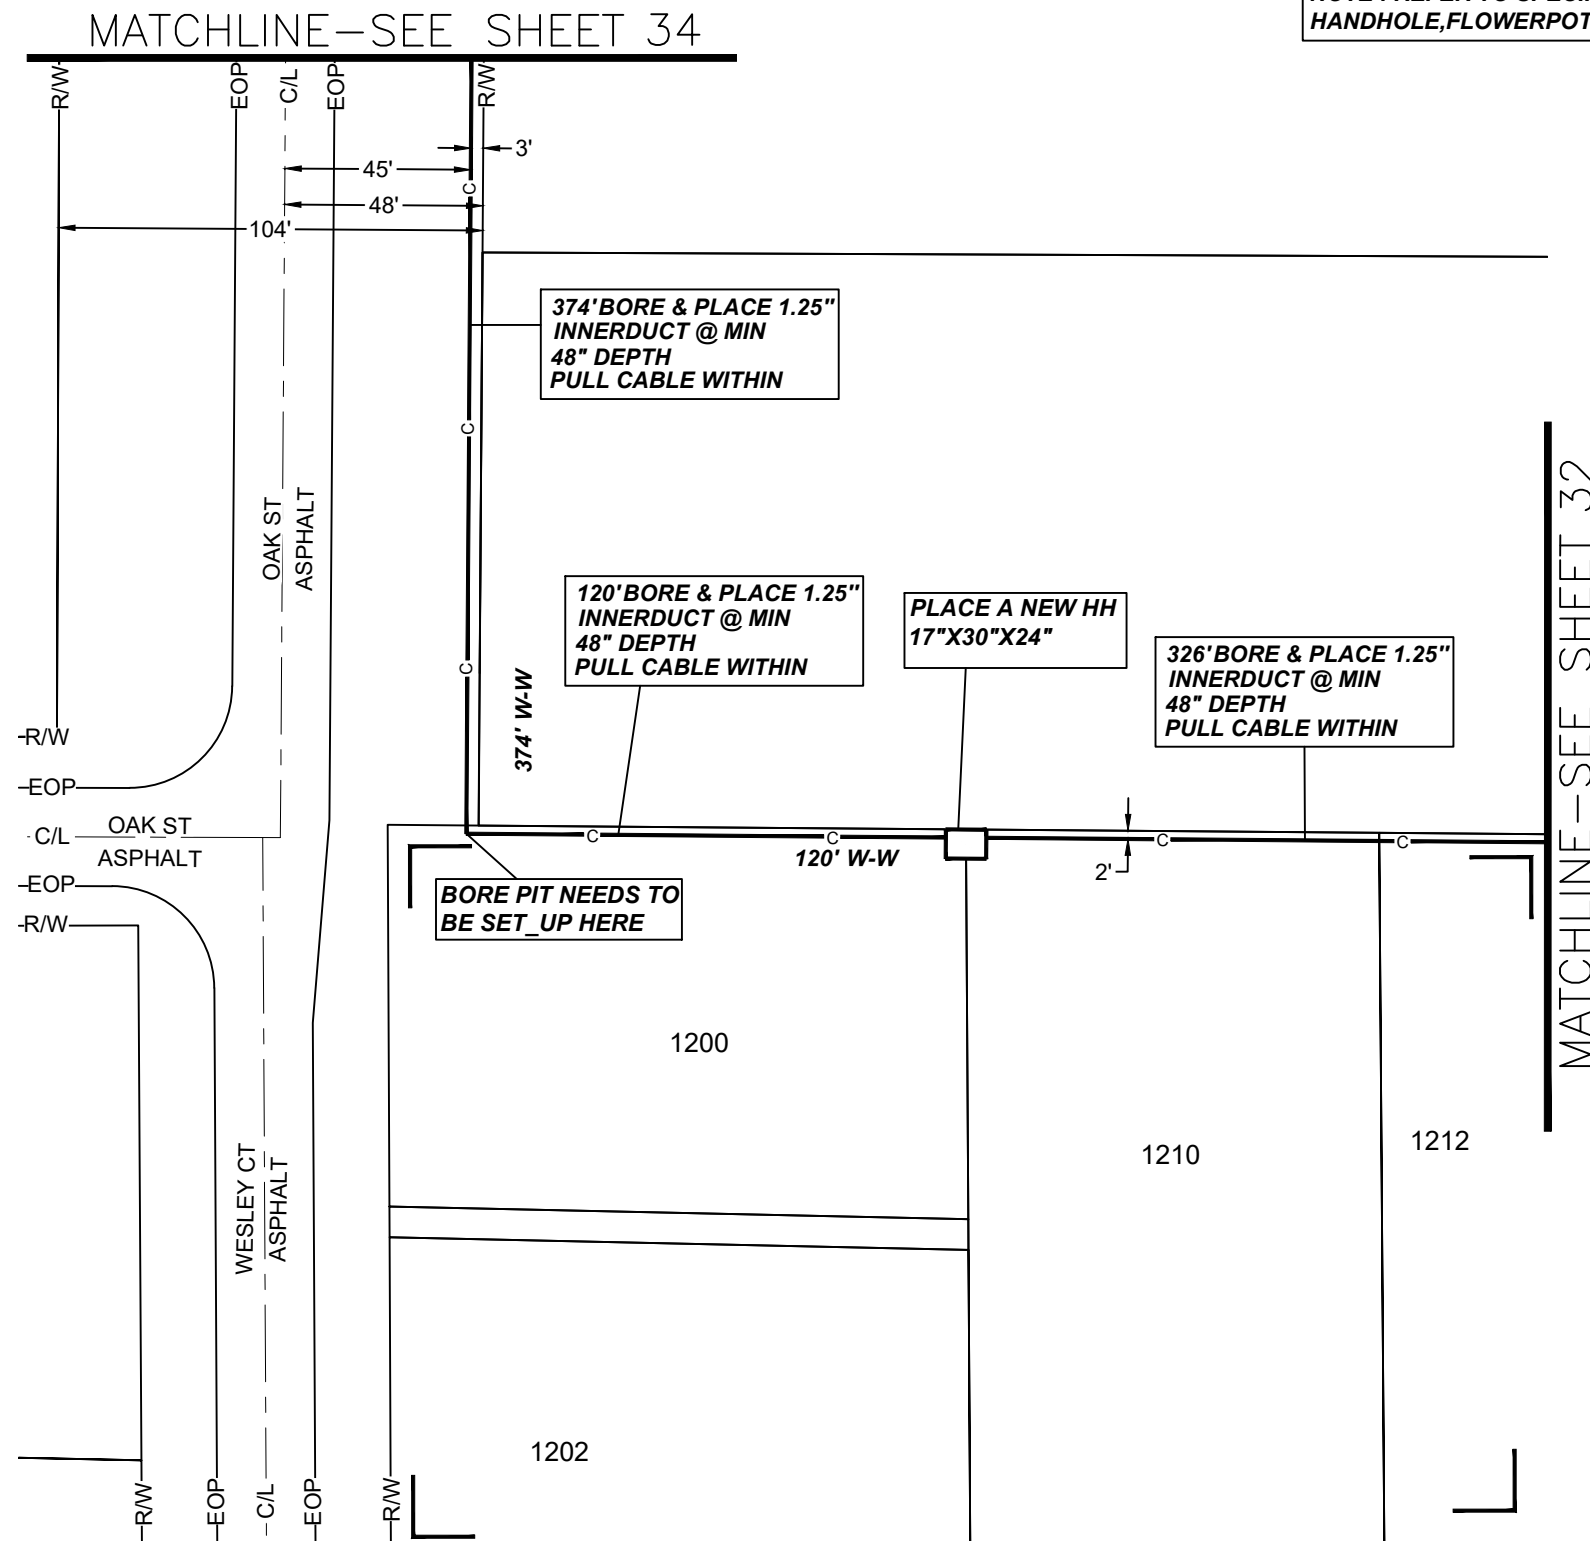 MATCHLINE-SEE SHEET 34
HANDHOLE,FLOWERPOT
R/W
EOP
C/L
EOP
R/W
3'
45'
C
48'
104'
374' BORE & PLACE 1.25"
INNERDUCT @ MIN
48" DEPTH
PULL CABLE WITHIN
C
OAK ST
ASPHALT
MATCHLINE-SEE SHEET 32
120' BORE & PLACE 1.25"
INNERDUCT @ MIN
48" DEPTH
PULL CABLE WITHIN
PLACE A NEW HH
17"X30"X24"
326' BORE & PLACE 1.25"
INNERDUCT @ MIN
48" DEPTH
PULL CABLE WITHIN
C
374' W-W
R/W
EOP
C/L
OAK ST
ASPHALT
EOP
R/W
C
C
C
C
120' W-W
2'
BORE PIT NEEDS TO
BE SET_UP HERE
1200
1210
1212
WESLEY CT
ASPHALT
1202
R/W
EOP
C/L
EOP
R/W